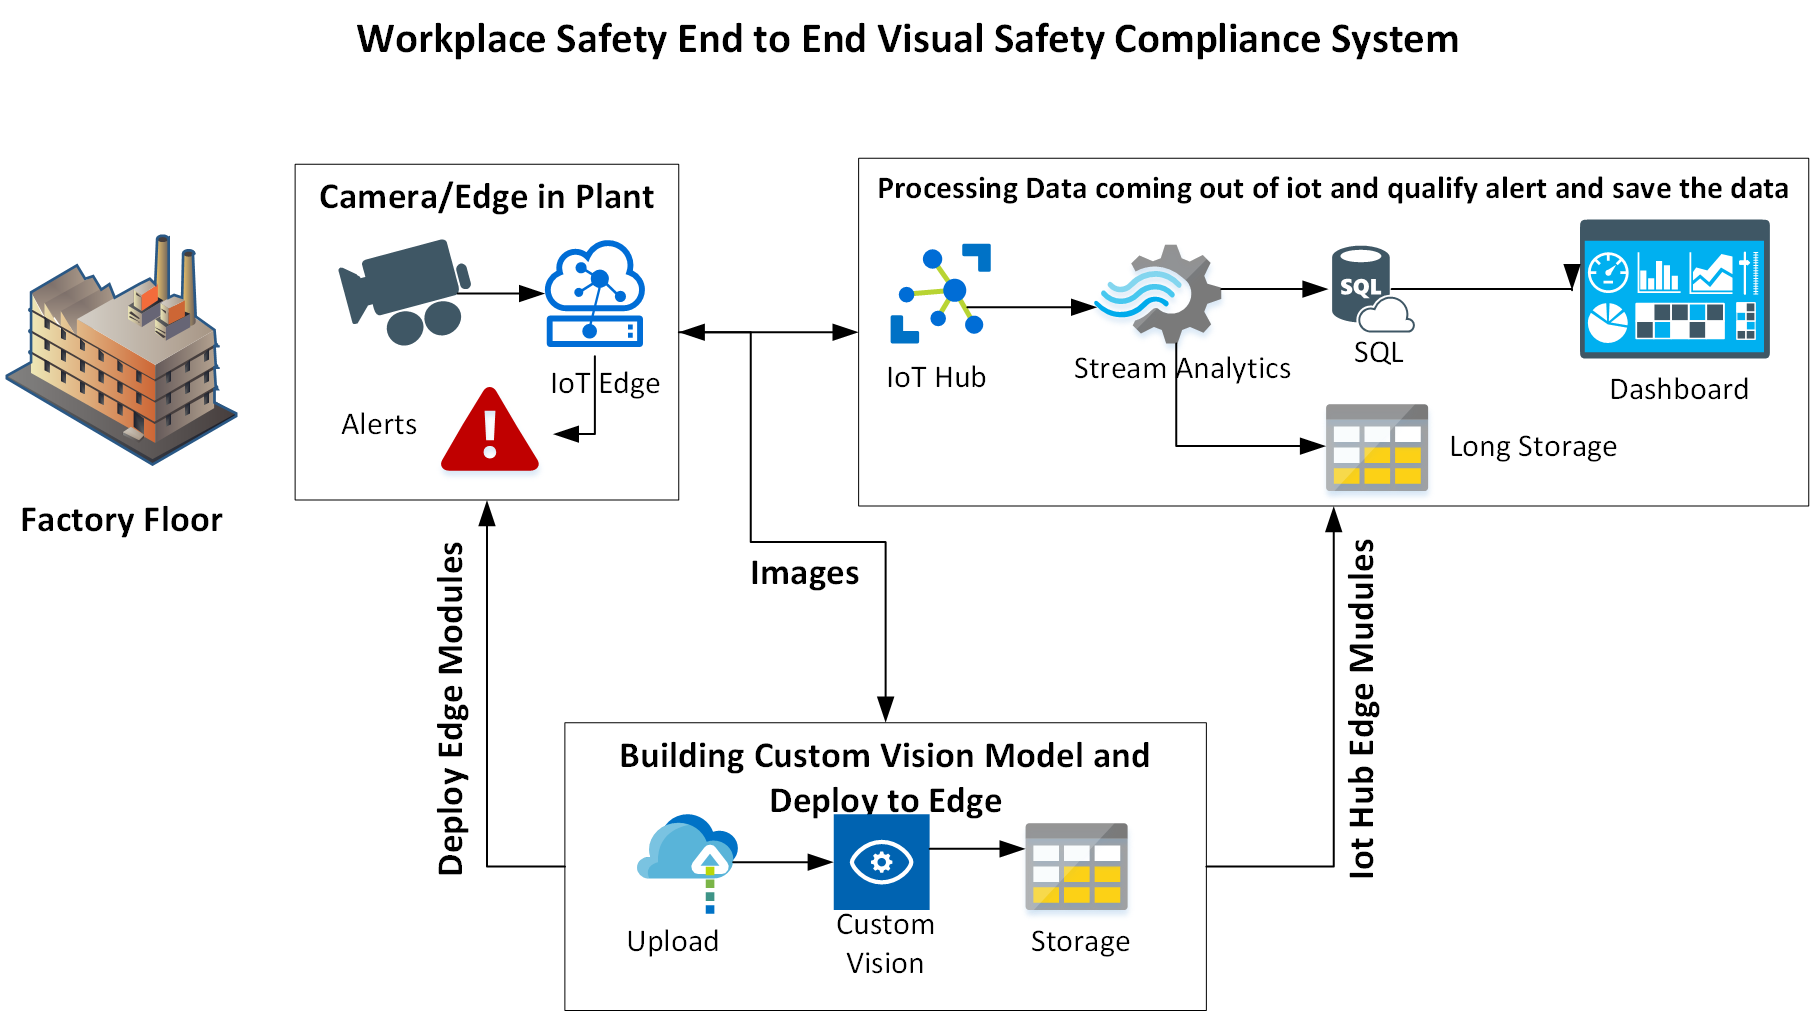 Workplace Safety End to End Visual Safety Compliance System
Camera/Edge in Plant
IoT Edge
Alerts
Factory Floor
Processing Data coming out of iot and qualify alert and save the data
IoT Hub
Stream Analytics
SQL
SQL
Dashboard
Long Storage
Deploy Edge Modules
Images
Iot Hub Edge Mudules
Building Custom Vision Model and
Deploy to Edge
Upload
Custom
Vision
Storage